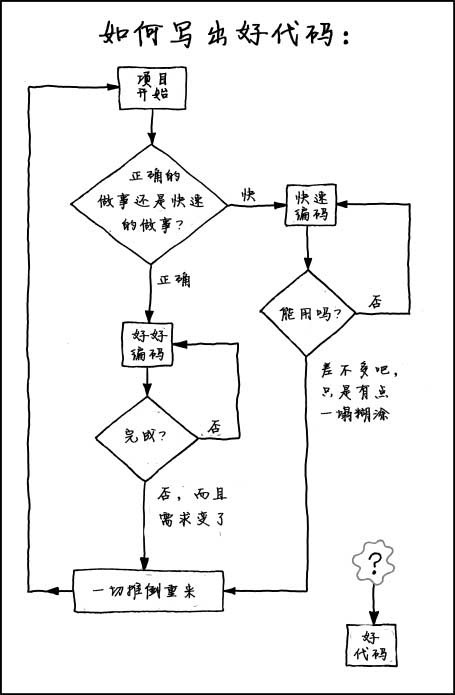 如何写出好代码：
项目
开始
正确的
做事还是快速
的做事？
快
快速
编码
正确
能用吗？
否
好好
编码
差不多吧，
只是有点
一塌糊涂
完成？
否
否，而且
需求变了
一切推倒重来
?
好
代码